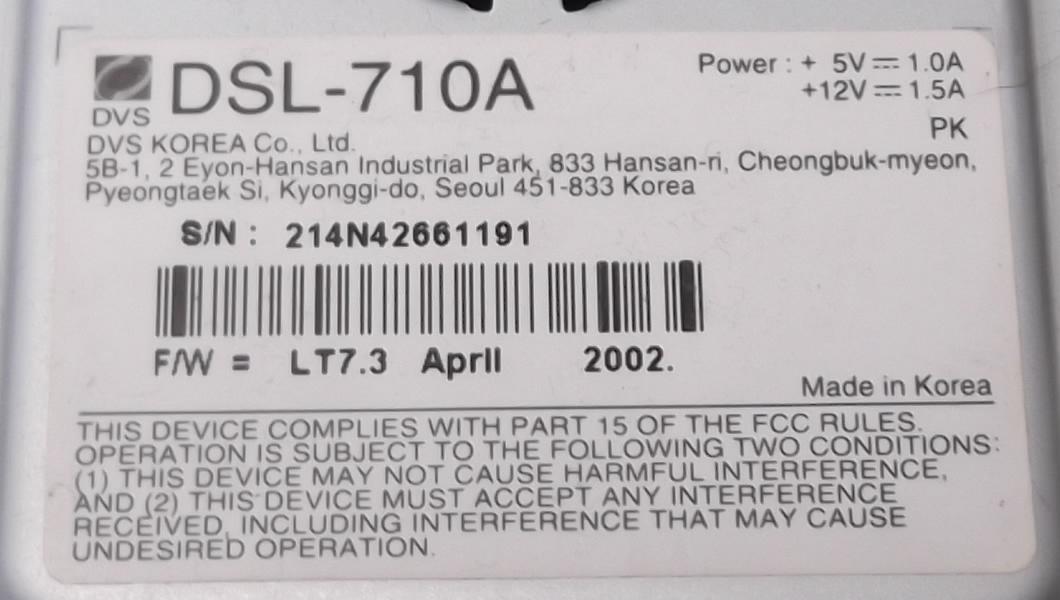 DVS
DSL-710A
Power : + 5V⎓1.0A
+12V⎓1.5A
PK
DVS KOREA Co., Ltd.
5B-1, 2 Eyon-Hansan Industrial Park, 833 Hansan-ri, Cheongbuk-myeon,
Pyeongtaek Si, Kyonggi-do, Seoul 451-833 Korea
S/N : 214N42661191
F/W = LT7.3 April 2002.
Made in Korea
THIS DEVICE COMPLIES WITH PART 15 OF THE FCC RULES.
OPERATION IS SUBJECT TO THE FOLLOWING TWO CONDITIONS:
(1) THIS DEVICE MAY NOT CAUSE HARMFUL INTERFERENCE,
AND (2) THIS DEVICE MUST ACCEPT ANY INTERFERENCE
RECEIVED, INCLUDING INTERFERENCE THAT MAY CAUSE
UNDESIRED OPERATION.